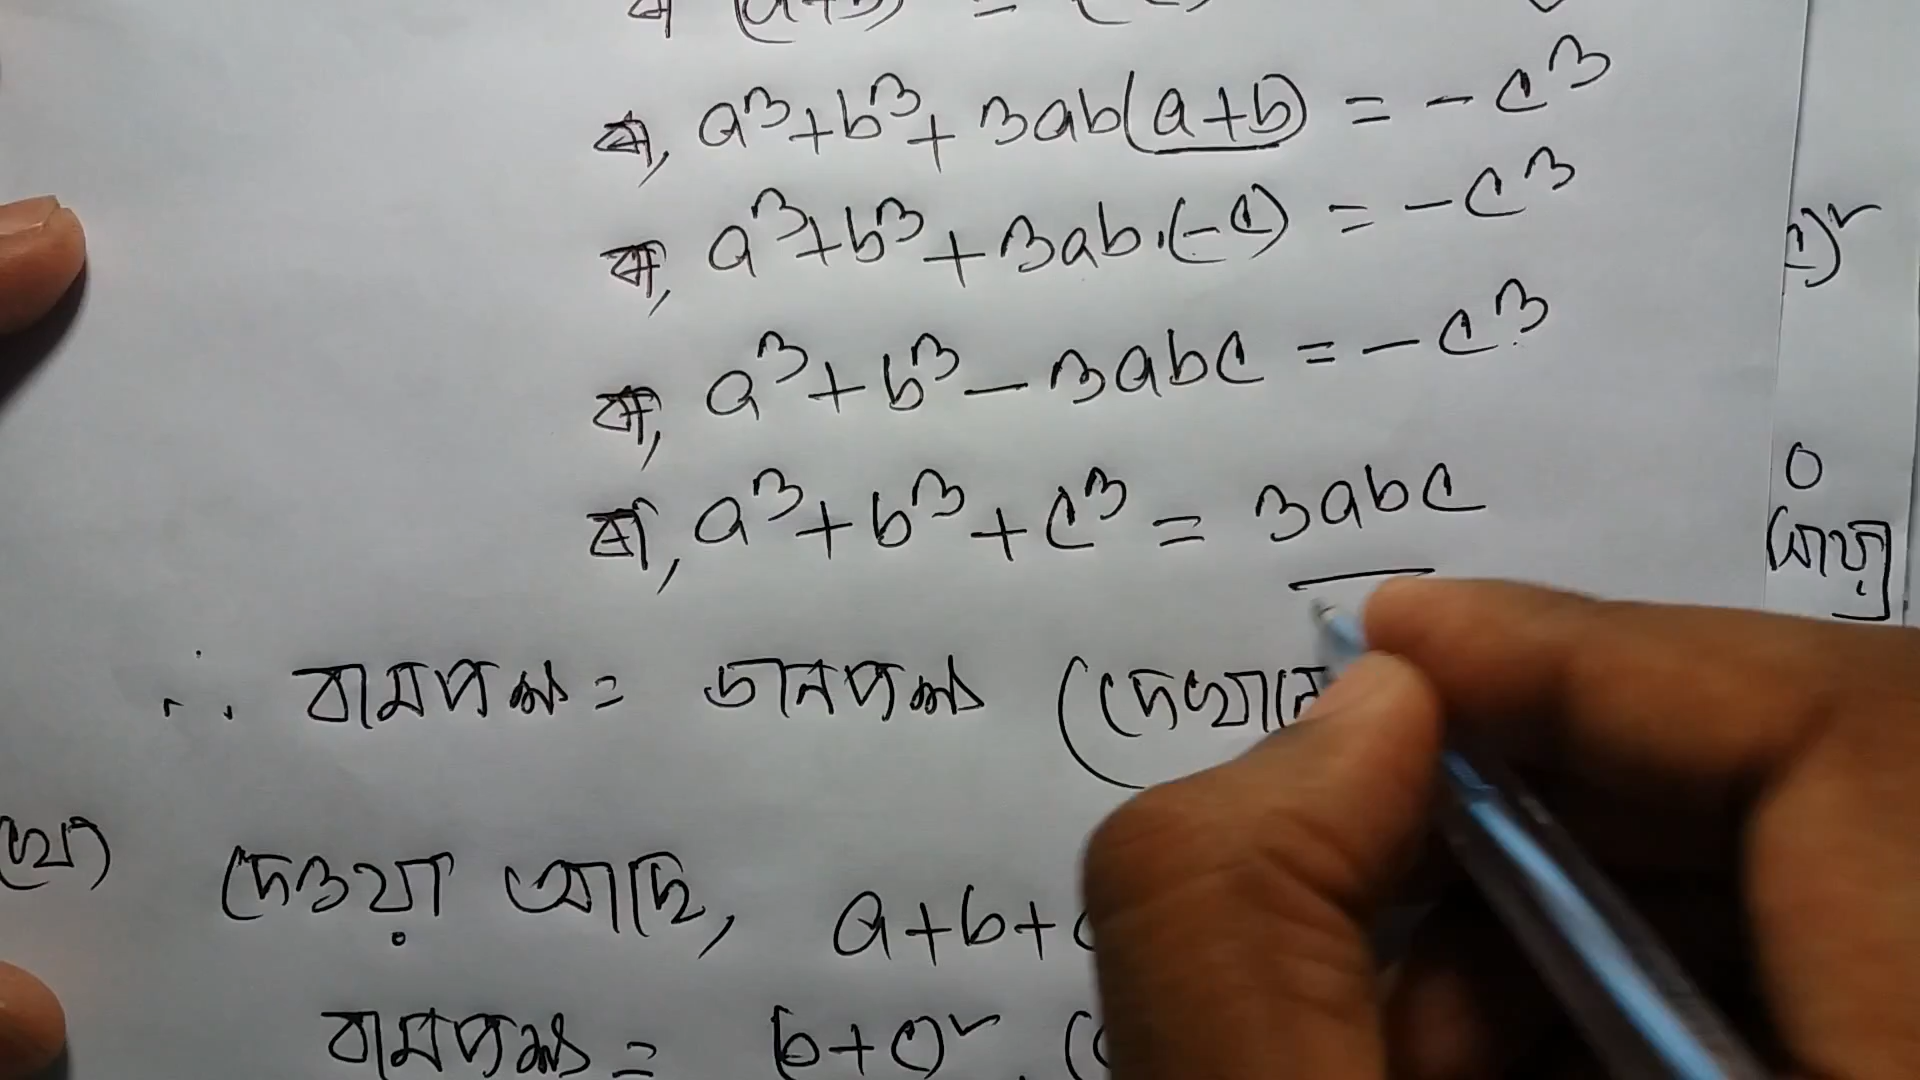 বা, a³+b³+3ab(a+b) = -c³
বা, a³+b³+3ab.(-c) = -c³
বা, a³+b³-3abc = -c³
বা, a³+b³+c³ = 3abc
∴ বামপক্ষ = ডানপক্ষ (দেখানো
(খ) দেওয়া আছে, a+b+c
বামপক্ষ = (b+c)²